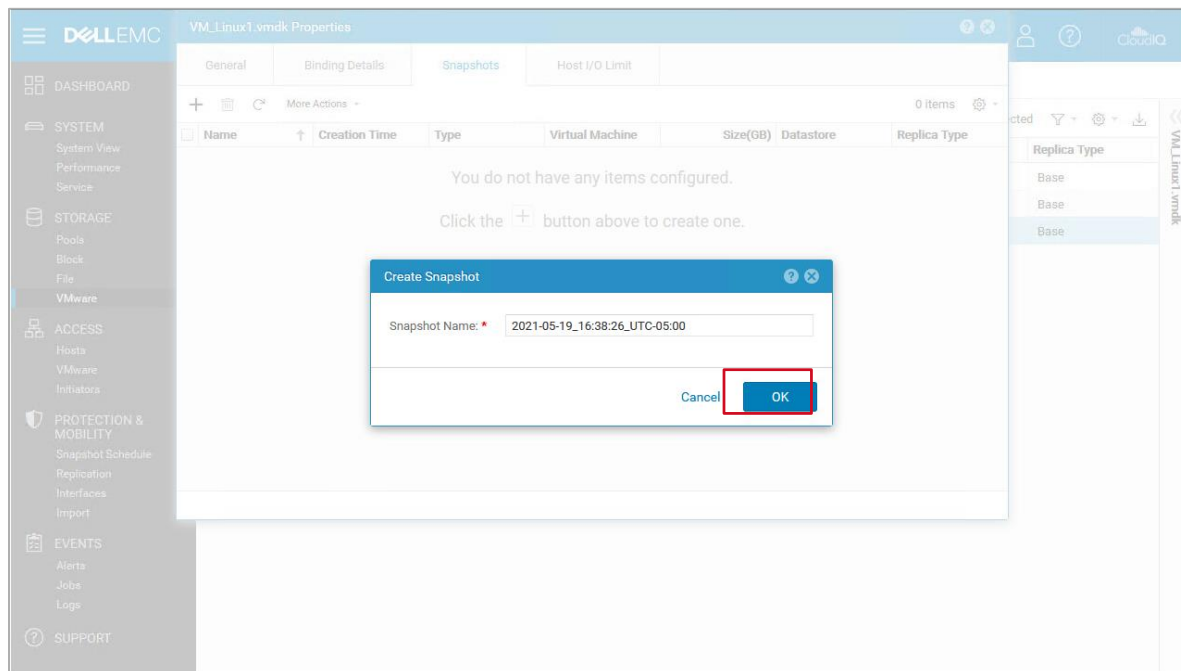 DELLEMC
CloudIQ
DASHBOARD
SYSTEM
System View
Performance
Service
STORAGE
Pools
Block
File
VMware
ACCESS
Hosts
VMware
Initiators
PROTECTION &
MOBILITY
Snapshot Schedule
Replication
Interfaces
Import
EVENTS
Alerts
Jobs
Logs
SUPPORT
VM_Linux1.vmdk Properties
General Binding Details Snapshots Host I/O Limit
More Actions 0 items
Name Creation Time Type Virtual Machine Size(GB) Datastore Replica Type
You do not have any items configured.
Click the + button above to create one.
Create Snapshot
Snapshot Name: * 2021-05-19_16:38:26_UTC-05:00
Cancel OK
cted
Replica Type
Base
Base
Base
VM_Linux1.vmdk